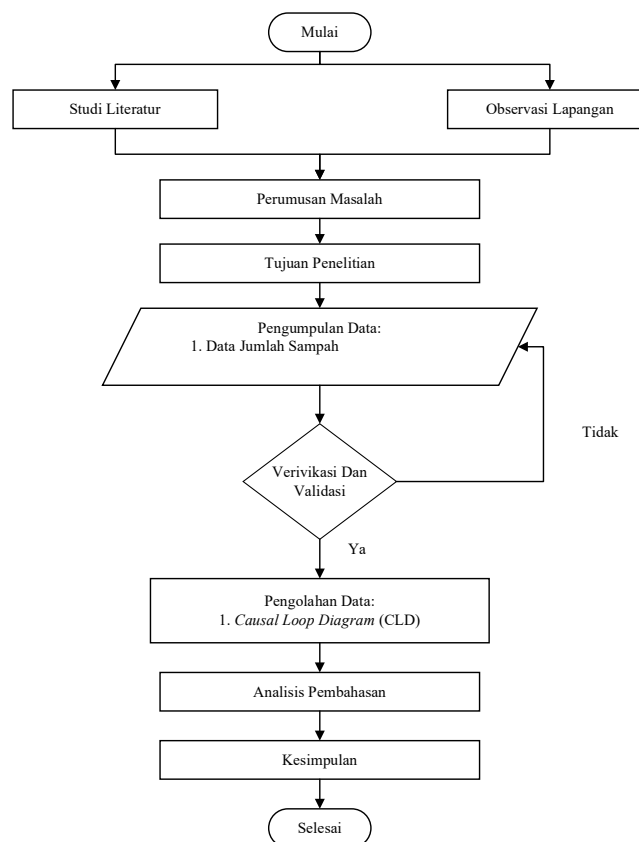 Mulai
Studi Literatur
Observasi Lapangan
Perumusan Masalah
Tujuan Penelitian
Pengumpulan Data:
1. Data Jumlah Sampah
Tidak
Verivikasi Dan
Validasi
Ya
Pengolahan Data:
1. Causal Loop Diagram (CLD)
Analisis Pembahasan
Kesimpulan
Selesai